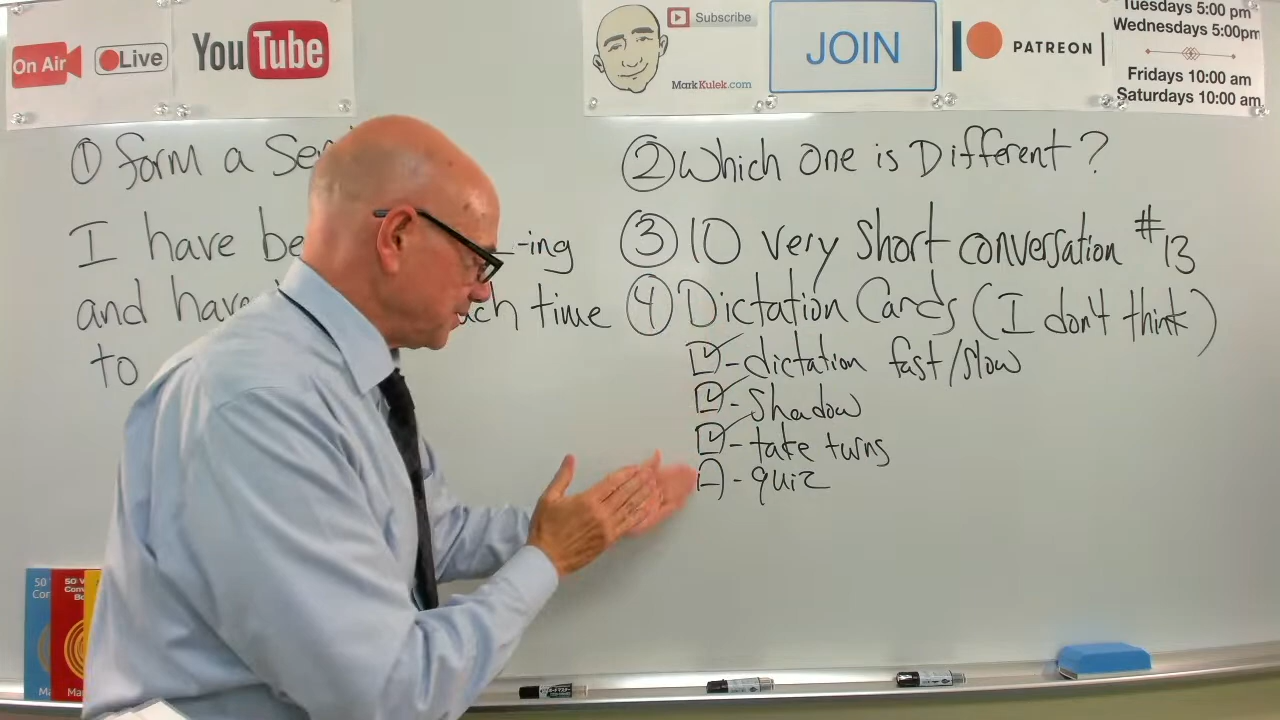 On Air
Live
YouTube
Subscribe
MarkKulek.com
JOIN
PATREON
Tuesdays 5:00 pm
Wednesdays 5:00pm
Fridays 10:00 am
Saturdays 10:00 am
① form a Sen
I have be -ing
and have ach time
to
② Which One is Different?
③ 10 very short conversation #13
④ Dictation Cards (I don't think)
- dictation fast/slow
- Shadow
- take turns
- quiz
50
50